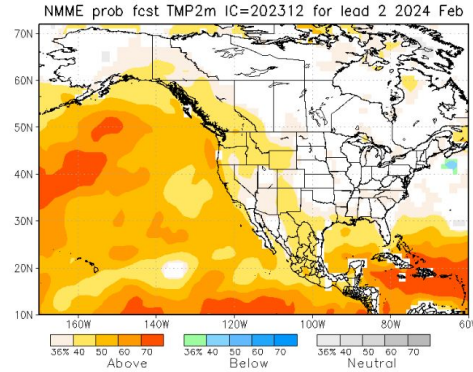 NMME prob fcst TMP2m IC=202312 for lead 2 2024 Feb
70N
60N
50N
40N
30N
20N
10N
160W 140W 120W 100W 80W 60W
36% 40 50 60 70 36% 40 50 60 70 36% 40 50 60 70
Above Below Neutral